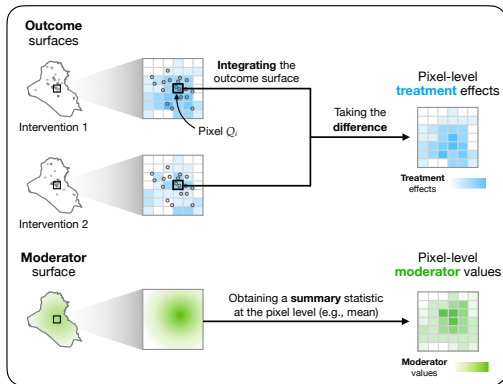 Outcome
surfaces
Intervention 1
Integrating the
outcome surface
Pixel Qi
Intervention 2
Taking the
difference
Pixel-level
treatment effects
Treatment
effects
Moderator
surface
Obtaining a summary statistic
at the pixel level (e.g., mean)
Pixel-level
moderator values
Moderator
values